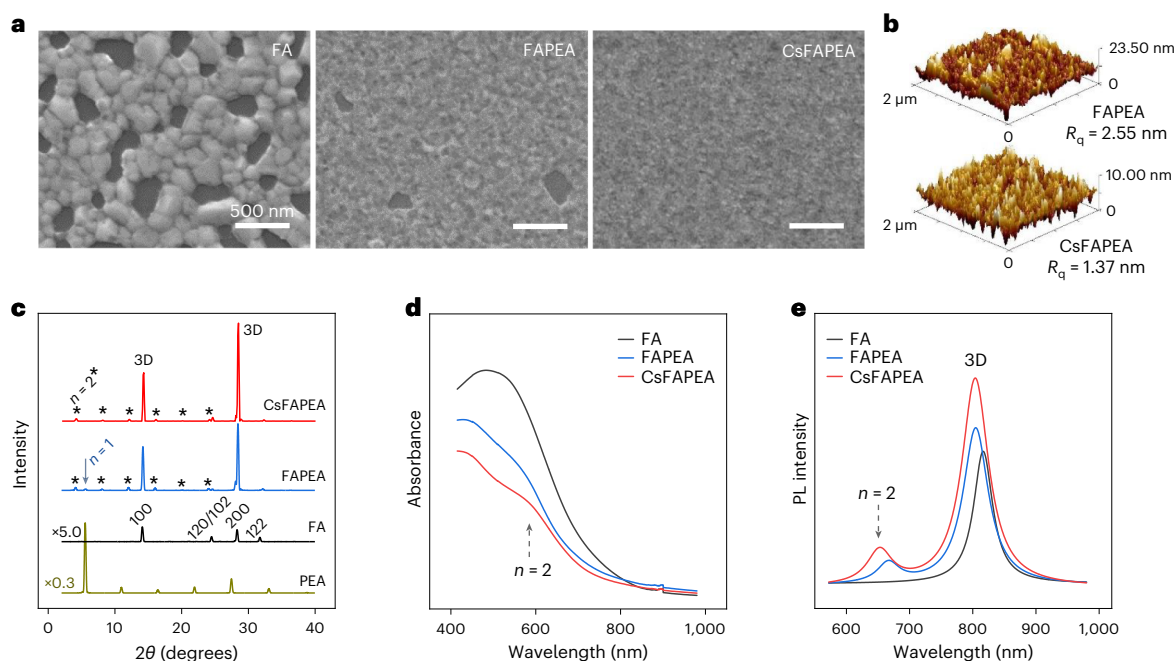 a
FA
500 nm
FAPEA
CsFAPEA
b
23.50 nm
0
2 μm
0
FAPEA
Rq = 2.55 nm
10.00 nm
0
2 μm
0
CsFAPEA
Rq = 1.37 nm
c
3D
3D
n = 2*
* * * * * *
CsFAPEA
n = 1
* * * * * *
FAPEA
100
120/102
200
122
×5.0
FA
×0.3
PEA
Intensity
0 10 20 30 40
2θ (degrees)
d
FA
FAPEA
CsFAPEA
n = 2
Absorbance
400 600 800 1,000
Wavelength (nm)
e
FA
FAPEA
CsFAPEA
3D
n = 2
PL intensity
600 700 800 900 1,000
Wavelength (nm)